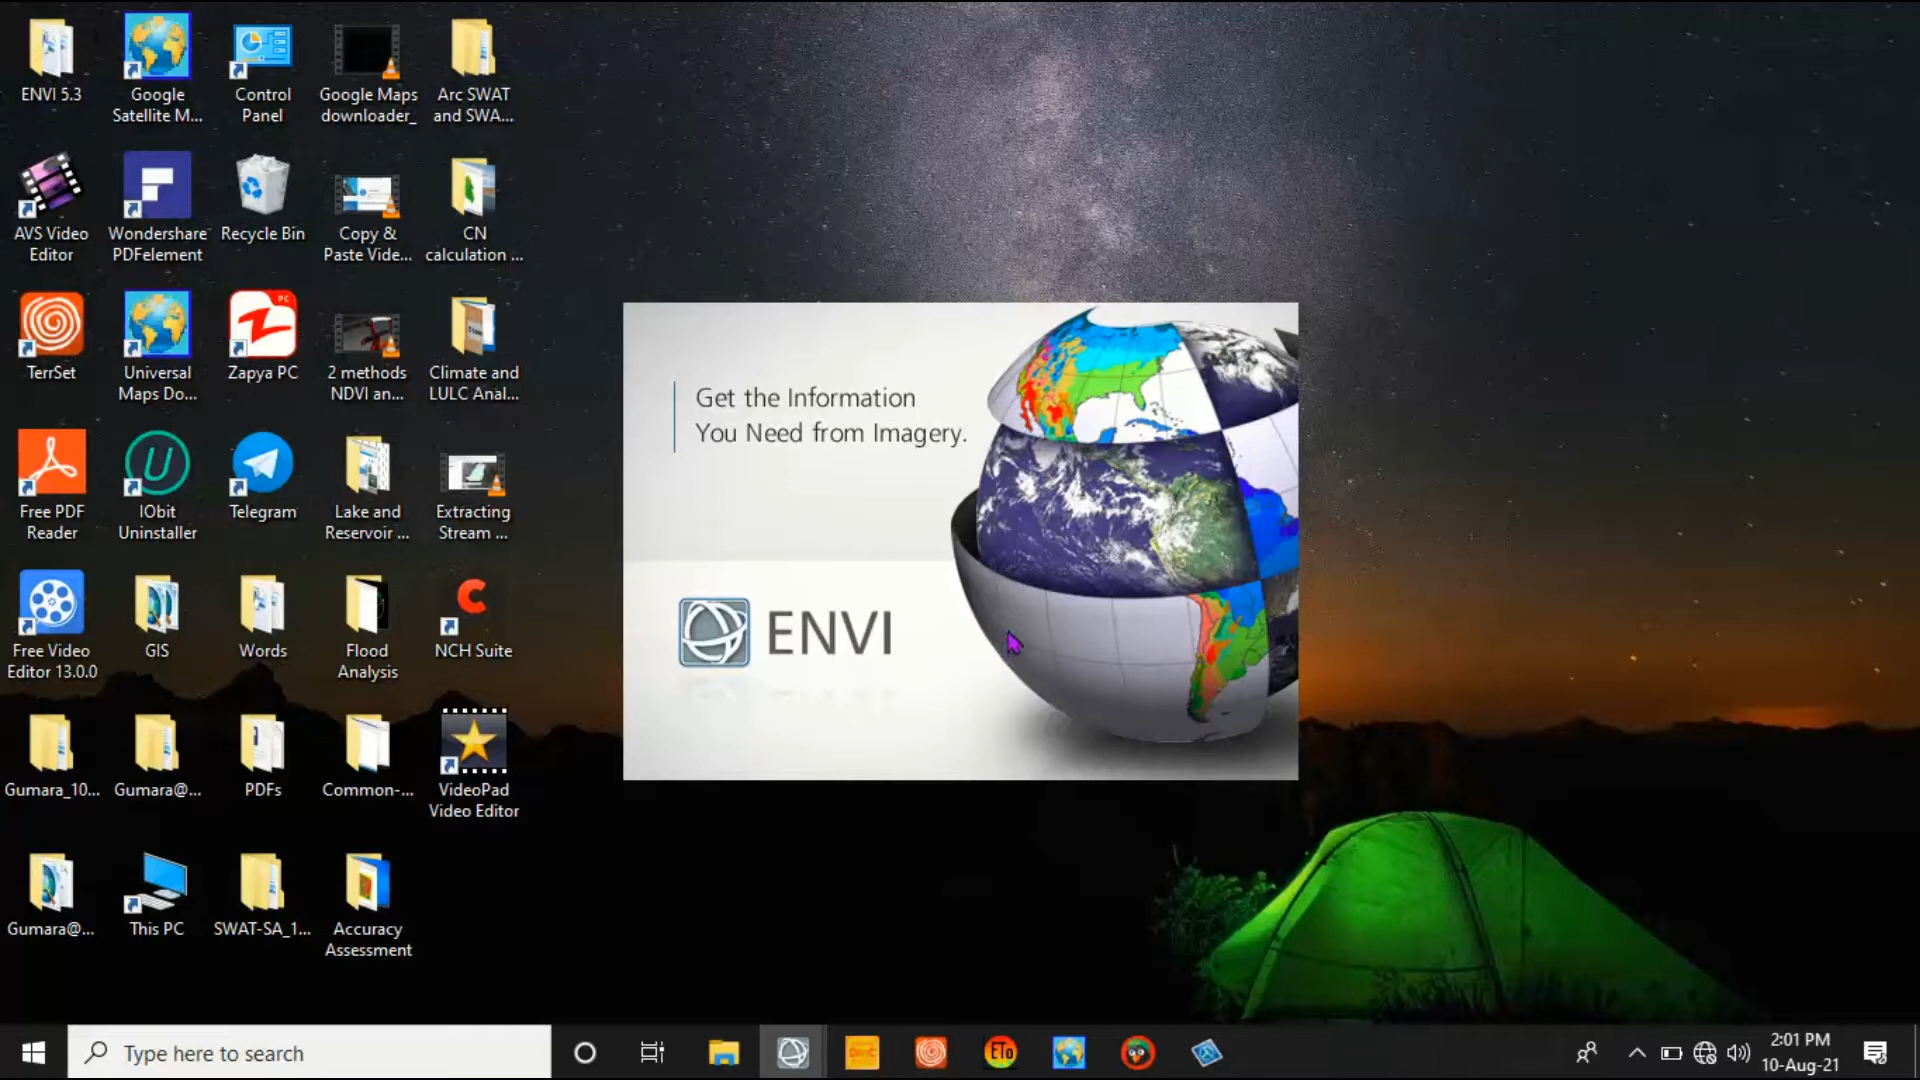 ENVI 5.3
Google
Satellite M...
Control
Panel
Google Maps
downloader_
Arc SWAT
and SWA...
AVS Video
Editor
Wondershare
PDFelement
Recycle Bin
Copy &
Paste Vide...
CN
calculation ...
TerrSet
Universal
Maps Do...
PC
Zapya PC
2 methods
NDVI an...
Climate and
LULC Anal...
Free PDF
Reader
IObit
Uninstaller
Telegram
Lake and
Reservoir ...
Extracting
Stream ...
Free Video
Editor 13.0.0
GIS
Words
Flood
Analysis
NCH Suite
Gumara_10...
Gumara@...
PDFs
Common-...
VideoPad
Video Editor
Gumara@...
This PC
SWAT-SA_1...
Accuracy
Assessment
Get the Information
You Need from Imagery.
ENVI
Type here to search
ETo
2:01 PM
10-Aug-21